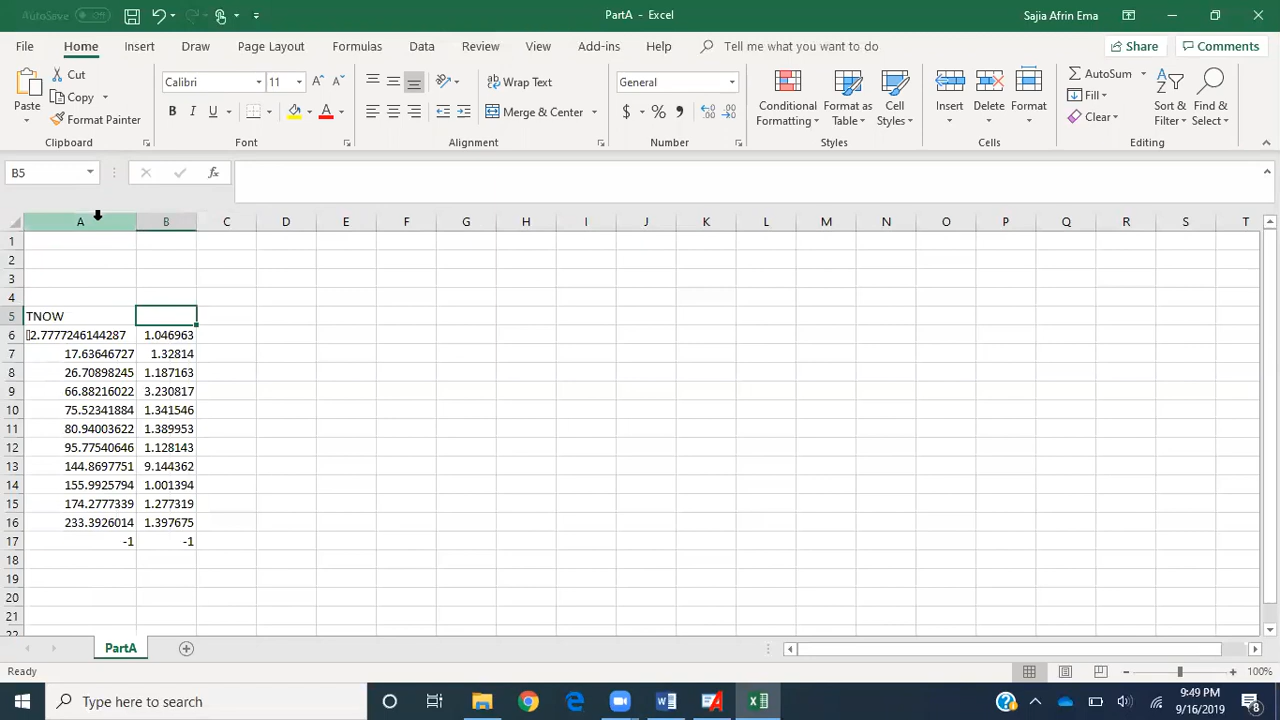 AutoSave Off PartA - Excel Sajia Afrin Ema
File Home Insert Draw Page Layout Formulas Data Review View Add-ins Help Tell me what you want to do Share Comments
Paste Cut Copy Format Painter Clipboard
Calibri 11 A A B I U A Font
ab Wrap Text Merge & Center Alignment
General $ % , Number
Conditional Formatting Format as Table Cell Styles Styles
Insert Delete Format Cells
AutoSum Fill Clear Sort & Filter Find & Select Editing
B5 fx
A B C D E F G H I J K L M N O P Q R S T
1
2
3
4
5 TNOW
6 2.7777246144287 1.046963
7 17.63646727 1.32814
8 26.70898245 1.187163
9 66.88216022 3.230817
10 75.52341884 1.341546
11 80.94003622 1.389953
12 95.77540646 1.128143
13 144.8697751 9.144362
14 155.9925794 1.001394
15 174.2777339 1.277319
16 233.3926014 1.397675
17 -1 -1
18
19
20
21
22
PartA
Ready 100%
Type here to search 9:49 PM
9/16/2019 8